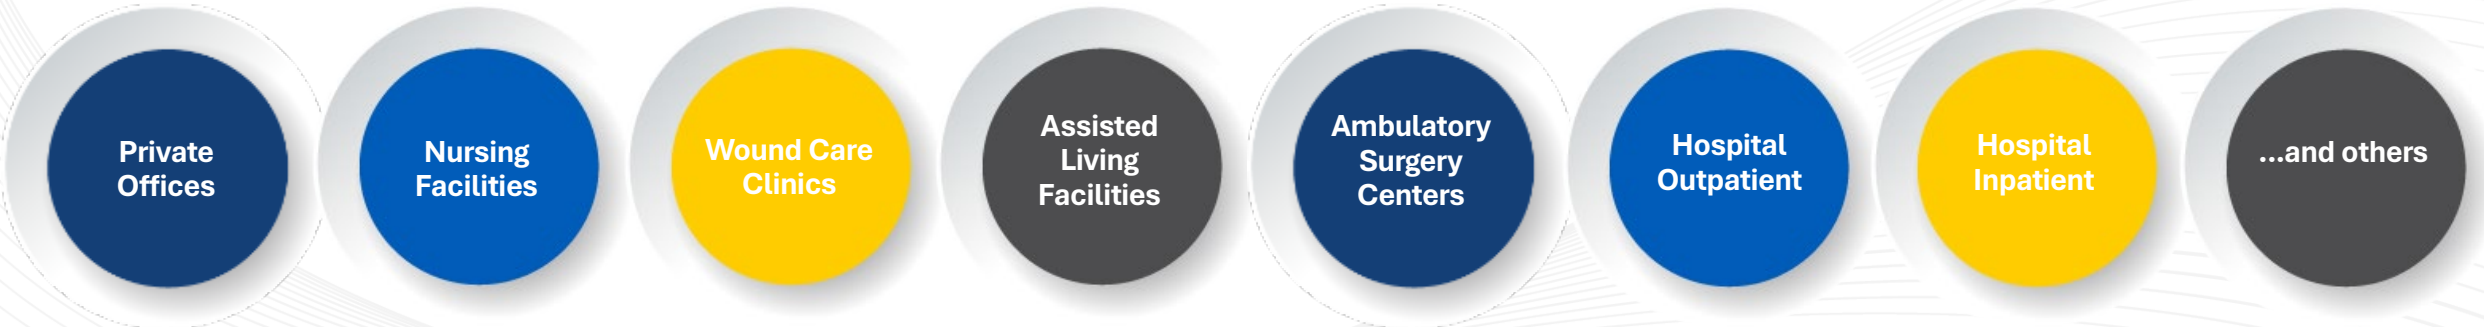 Private
Offices
Nursing
Facilities
Wound Care
Clinics
Assisted
Living
Facilities
Ambulatory
Surgery
Centers
Hospital
Outpatient
Hospital
Inpatient
...and others